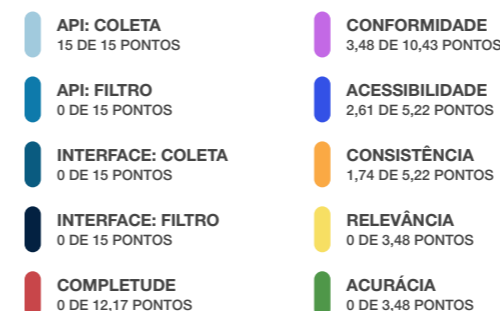 API: COLETA
15 DE 15 PONTOS
API: FILTRO
0 DE 15 PONTOS
INTERFACE: COLETA
0 DE 15 PONTOS
INTERFACE: FILTRO
0 DE 15 PONTOS
COMPLETUDE
0 DE 12,17 PONTOS
CONFORMIDADE
3,48 DE 10,43 PONTOS
ACESSIBILIDADE
2,61 DE 5,22 PONTOS
CONSISTÊNCIA
1,74 DE 5,22 PONTOS
RELEVÂNCIA
0 DE 3,48 PONTOS
ACURÁCIA
0 DE 3,48 PONTOS